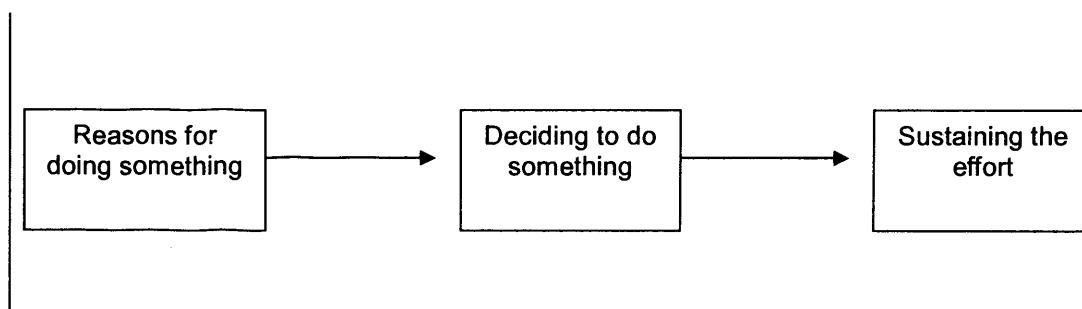 Reasons for
doing something
Deciding to do
something
Sustaining the
effort